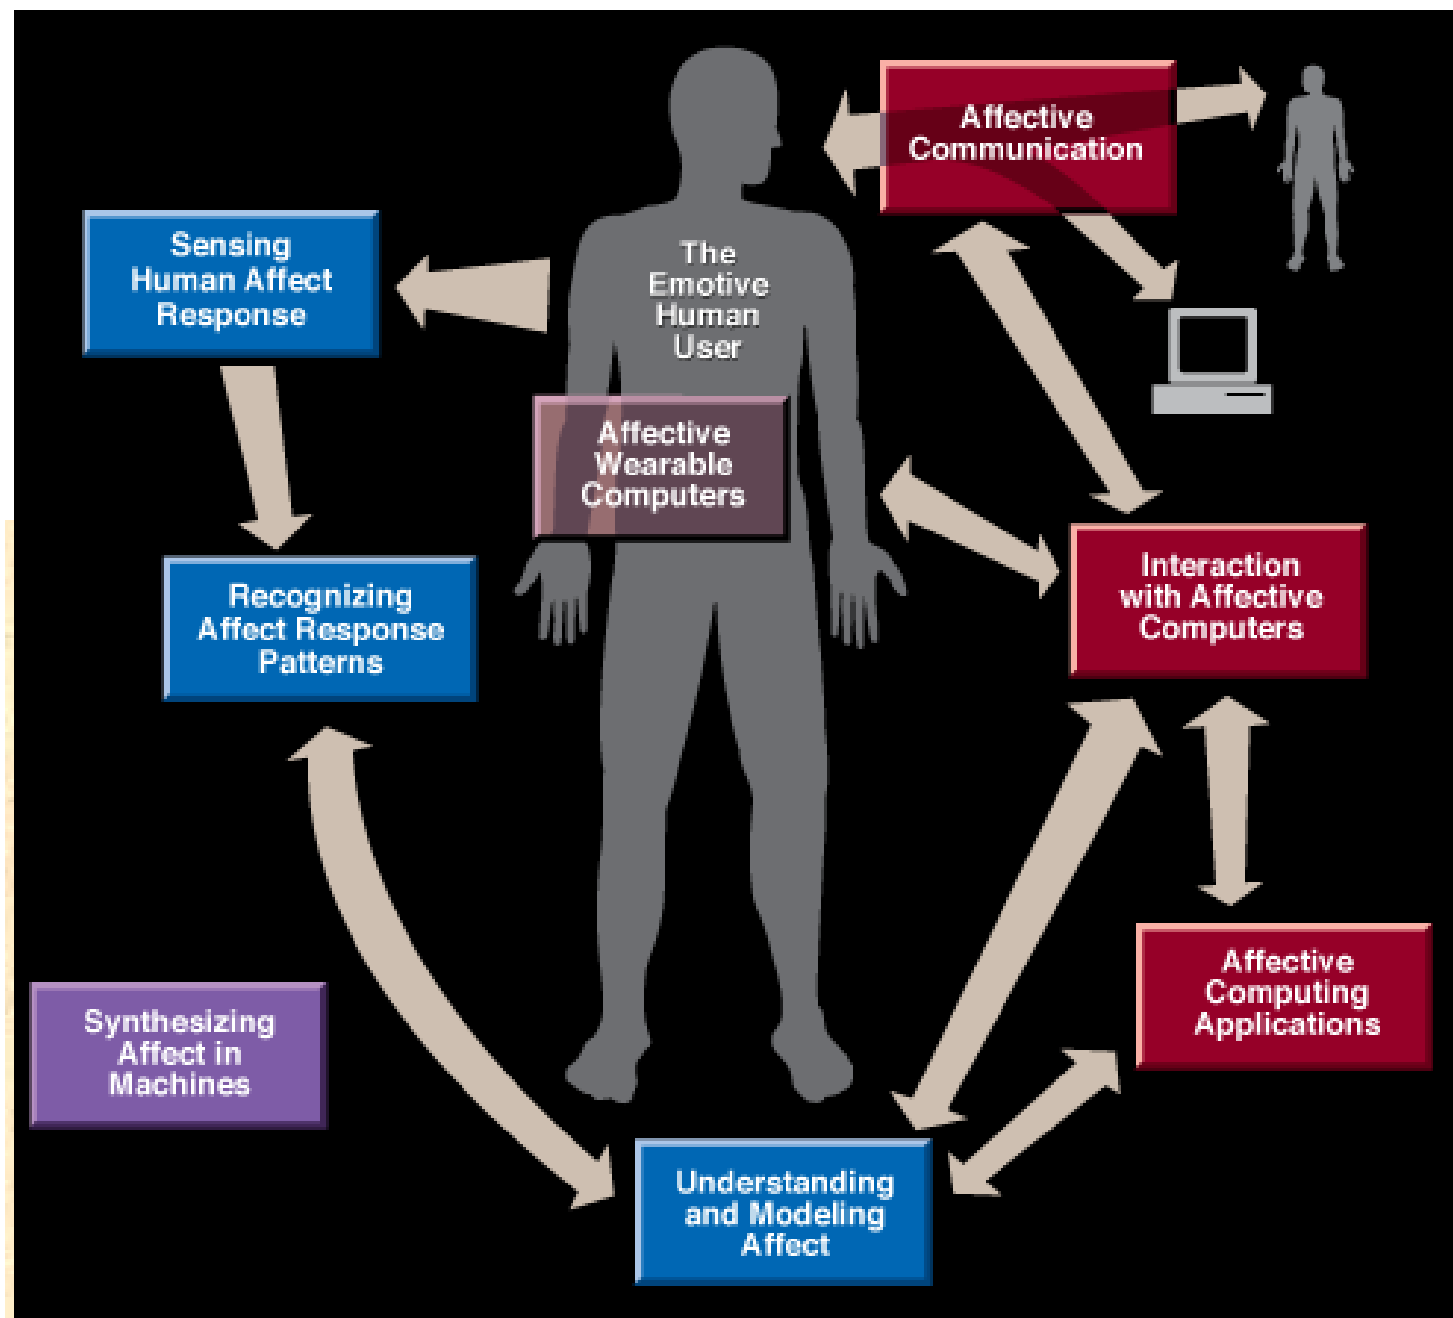 Affective
Communication
Sensing
Human Affect
Response
The
Emotive
Human
User
Affective
Wearable
Computers
Recognizing
Affect Response
Patterns
Interaction
with Affective
Computers
Synthesizing
Affect in
Machines
Affective
Computing
Applications
Understanding
and Modeling
Affect